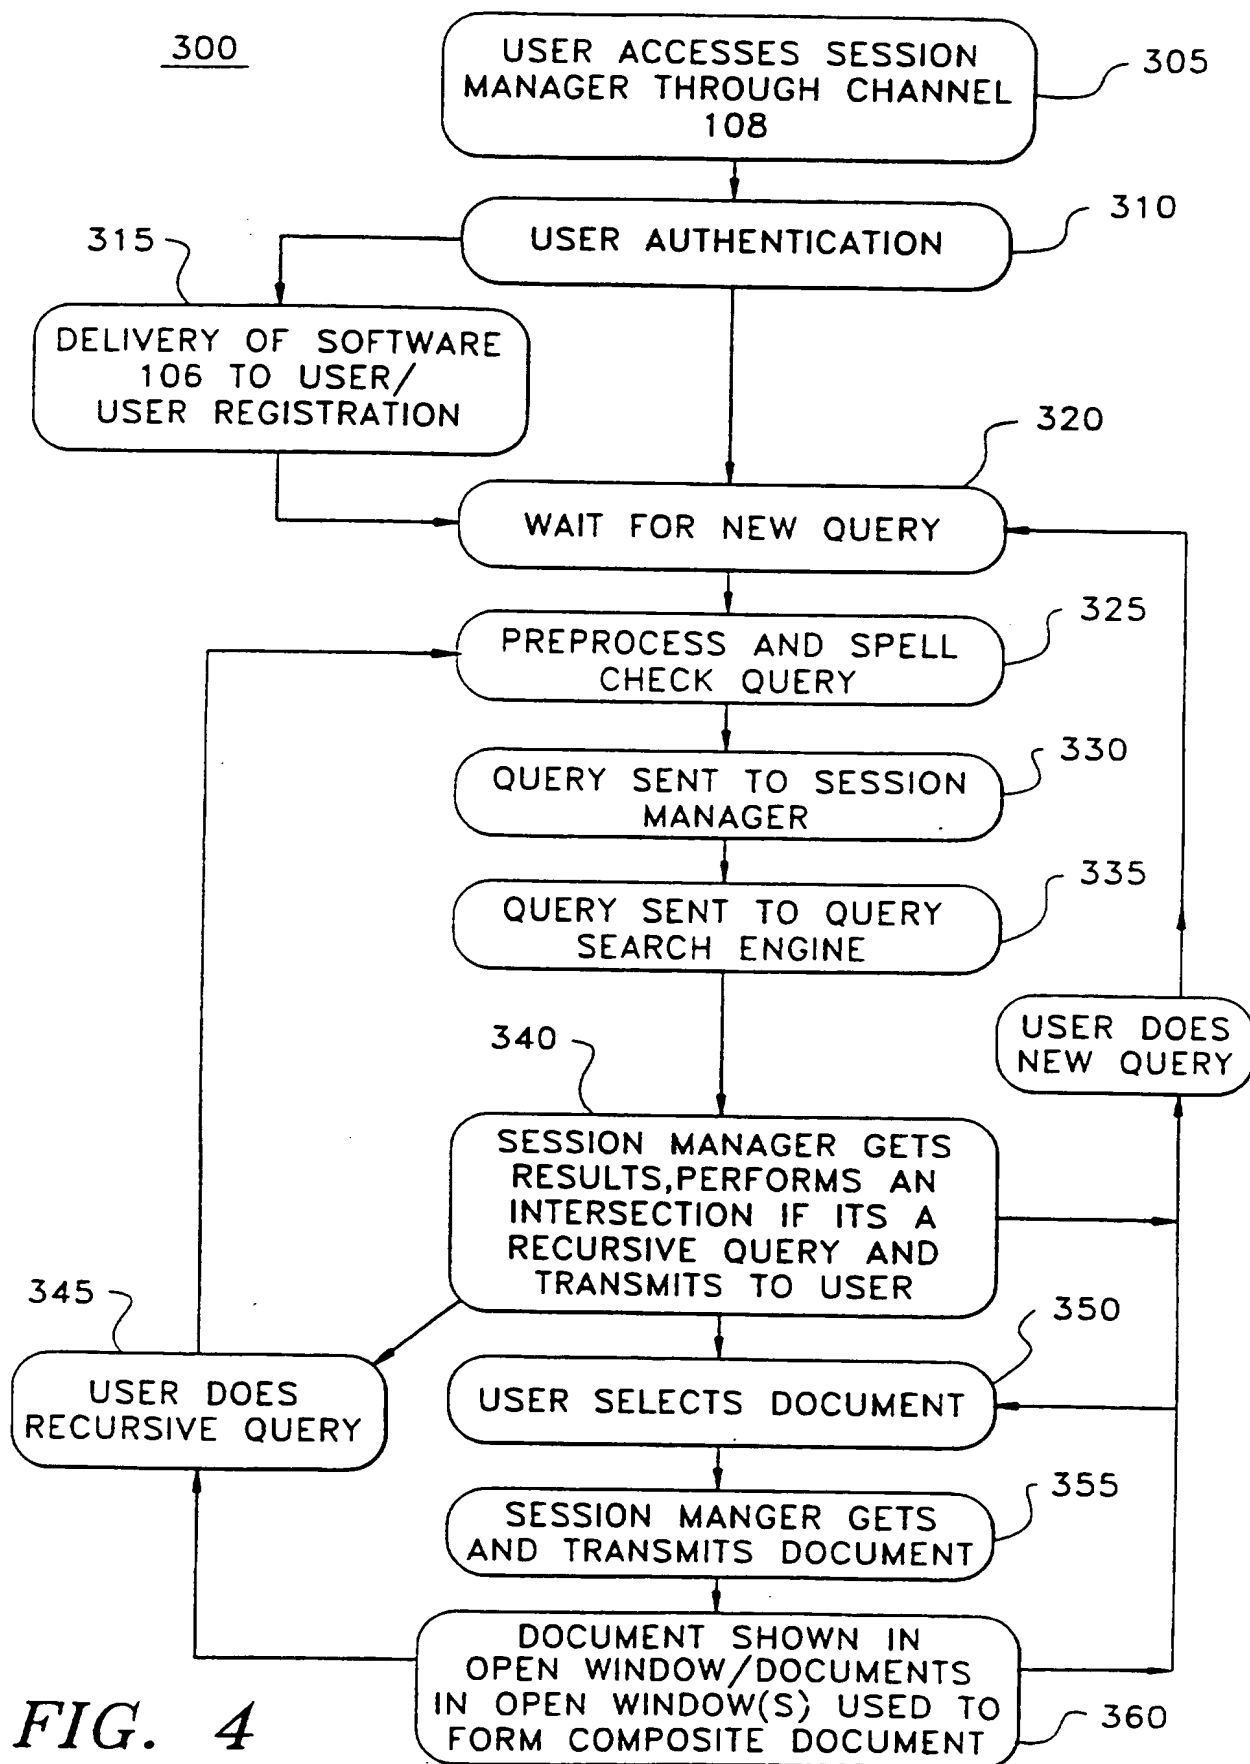 300
USER ACCESSES SESSION
MANAGER THROUGH CHANNEL
108
305
USER AUTHENTICATION
310
315
DELIVERY OF SOFTWARE
106 TO USER/
USER REGISTRATION
320
WAIT FOR NEW QUERY
325
PREPROCESS AND SPELL
CHECK QUERY
330
QUERY SENT TO SESSION
MANAGER
335
QUERY SENT TO QUERY
SEARCH ENGINE
USER DOES
NEW QUERY
340
SESSION MANAGER GETS
RESULTS,PERFORMS AN
INTERSECTION IF ITS A
RECURSIVE QUERY AND
TRANSMITS TO USER
345
USER DOES
RECURSIVE QUERY
350
USER SELECTS DOCUMENT
355
SESSION MANGER GETS
AND TRANSMITS DOCUMENT
DOCUMENT SHOWN IN
OPEN WINDOW/DOCUMENTS
IN OPEN WINDOW(S) USED TO
FORM COMPOSITE DOCUMENT
360
FIG. 4